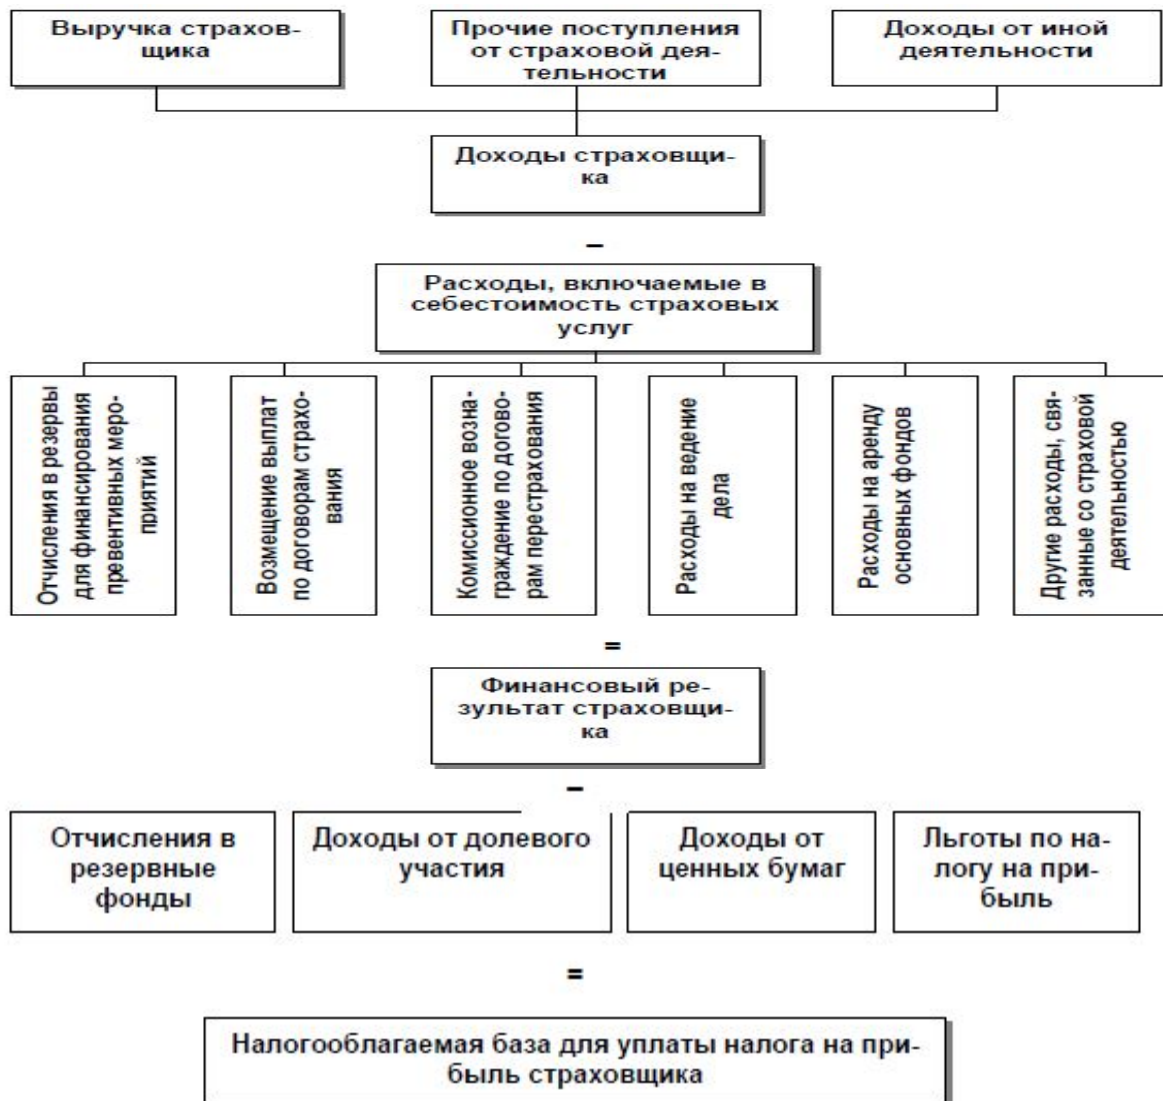 Выручка страхов-
щика
Прочие поступления
от страховой дея-
тельности
Доходы от иной
деятельности
Доходы страховщи-
ка
–
Расходы, включаемые в
себестоимость страховых
услуг
Отчисления в резервы
для финансирования
превентивных меро-
приятий
Возмещение выплат
по договорам страхо-
вания
Комиссионное возна-
граждение по догово-
рам перестрахования
Расходы на ведение
дела
Расходы на аренду
основных фондов
Другие расходы, свя-
занные со страховой
деятельностью
=
Финансовый ре-
зультат страховщи-
ка
–
Отчисления в
резервные
фонды
Доходы от долевого
участия
Доходы от
ценных бумаг
Льготы по на-
логу на при-
быль
=
Налогооблагаемая база для уплаты налога на при-
быль страховщика